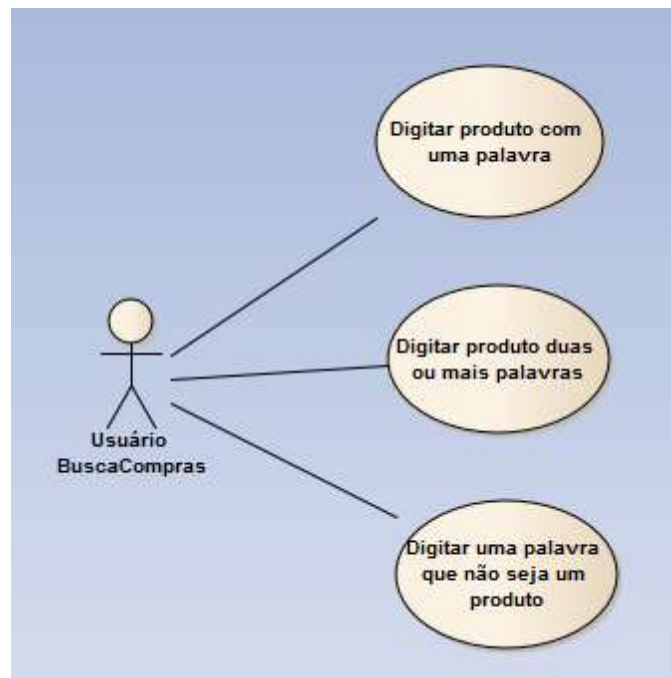 Digitar produto com
uma palavra
Digitar produto duas
ou mais palavras
Usuário
BuscaCompras
Digitar uma palavra
que não seja um
produto